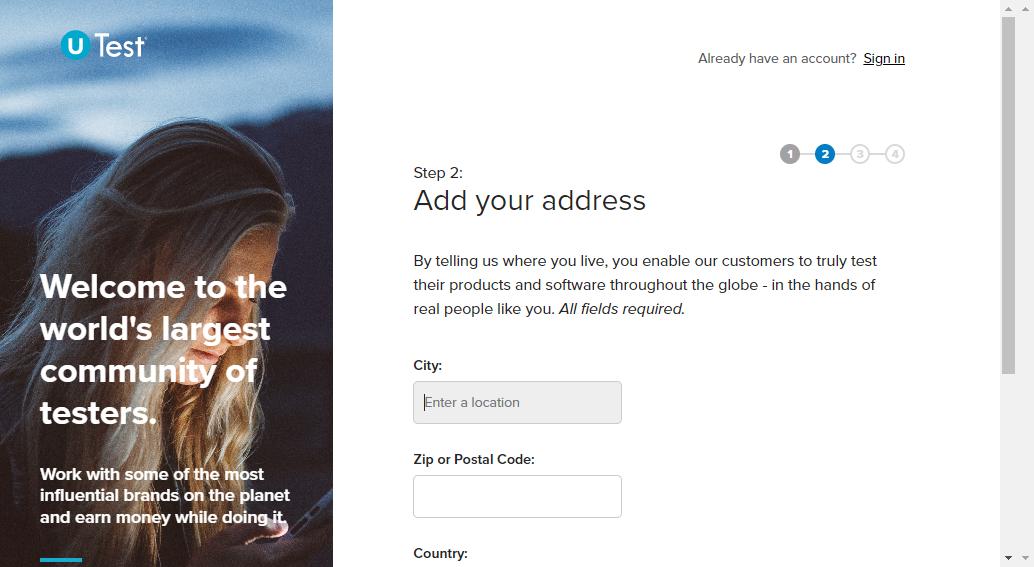 U Test
Already have an account? Sign in
1 2 3 4
Step 2:
Add your address
By telling us where you live, you enable our customers to truly test
their products and software throughout the globe - in the hands of
real people like you. All fields required.
City:
Enter a location
Zip or Postal Code:
Country:
Welcome to the
world's largest
community of
testers.
Work with some of the most
influential brands on the planet
and earn money while doing it.